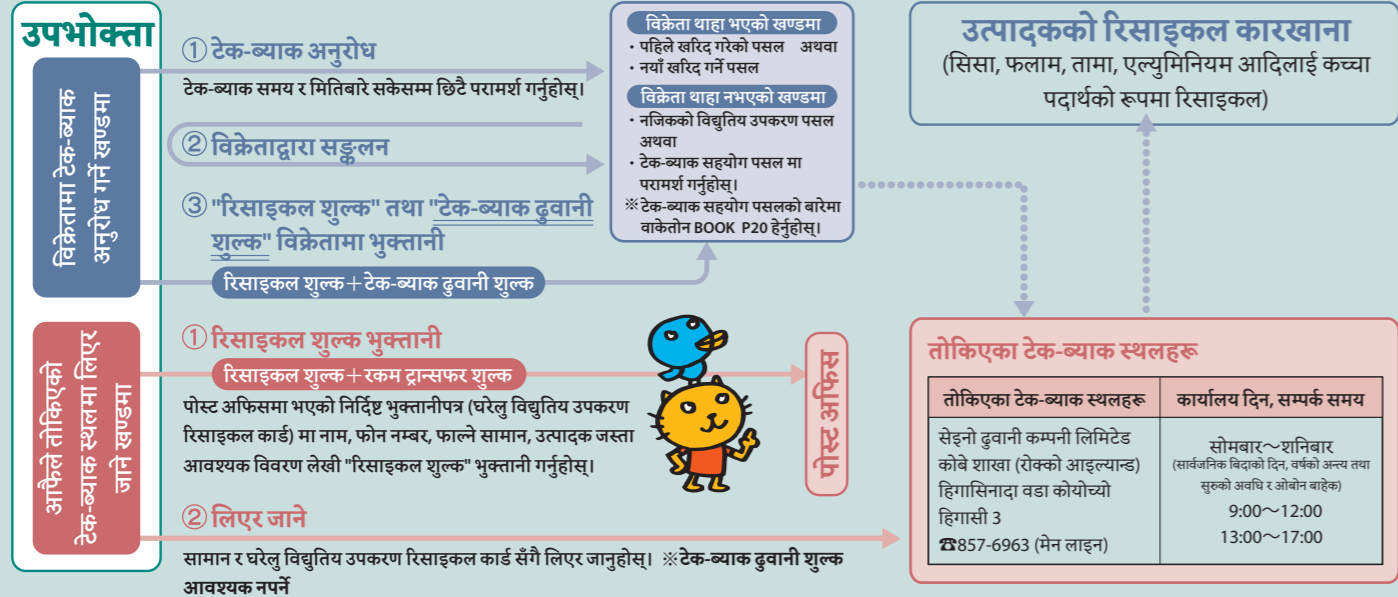 उपभोक्ता
विक्रेतामा टेक-ब्याक
अनुरोध गर्ने खण्डमा
① टेक-ब्याक अनुरोध
टेक-ब्याक समय र मितिबारे सकेसम्म छिटै परामर्श गर्नुहोस्।
② विक्रेताद्वारा सङ्कलन
③ "रिसाइकल शुल्क" तथा "टेक-ब्याक ढुवानी
शुल्क" विक्रेतामा भुक्तानी
रिसाइकल शुल्क＋टेक-ब्याक ढुवानी शुल्क
विक्रेता थाहा भएको खण्डमा
・पहिले खरिद गरेको पसल अथवा
・नयाँ खरिद गर्ने पसल
विक्रेता थाहा नभएको खण्डमा
・नजिकको विद्युतिय उपकरण पसल
अथवा
・टेक-ब्याक सहयोग पसल मा
परामर्श गर्नुहोस्।
※टेक-ब्याक सहयोग पसलको बारेमा
वाकेतोन BOOK P20 हेर्नुहोस्।
उत्पादकको रिसाइकल कारखाना
(सिसा, फलाम, तामा, एल्युमिनियम आदिलाई कच्चा
पदार्थको रूपमा रिसाइकल)
आफैले तोकिएको
टेक-ब्याक स्थलमा लिएर
जाने खण्डमा
① रिसाइकल शुल्क भुक्तानी
रिसाइकल शुल्क＋रकम ट्रान्सफर शुल्क
पोस्ट अफिसमा भएको निर्दिष्ट भुक्तानीपत्र (घरेलु विद्युतिय उपकरण
रिसाइकल कार्ड) मा नाम, फोन नम्बर, फाल्ने सामान, उत्पादक जस्ता
आवश्यक विवरण लेखी "रिसाइकल शुल्क" भुक्तानी गर्नुहोस्।
पोस्ट अफिस
② लिएर जाने
सामान र घरेलु विद्युतिय उपकरण रिसाइकल कार्ड सँगै लिएर जानुहोस्। ※टेक-ब्याक ढुवानी शुल्क
आवश्यक नपर्ने
तोकिएका टेक-ब्याक स्थलहरू
तोकिएका टेक-ब्याक स्थलहरू
कार्यालय दिन, सम्पर्क समय
सेइनो ढुवानी कम्पनी लिमिटेड
कोबे शाखा (रोक्को आइल्यान्ड)
हिगासिनादा वडा कोयोच्यो
हिगासी 3
☎857-6963 (मेन लाइन)
सोमबार～शनिबार
(सार्वजनिक बिदाको दिन, वर्षको अन्त्य तथा
सुरुको अवधि र ओबोन बाहेक)
9:00～12:00
13:00～17:00